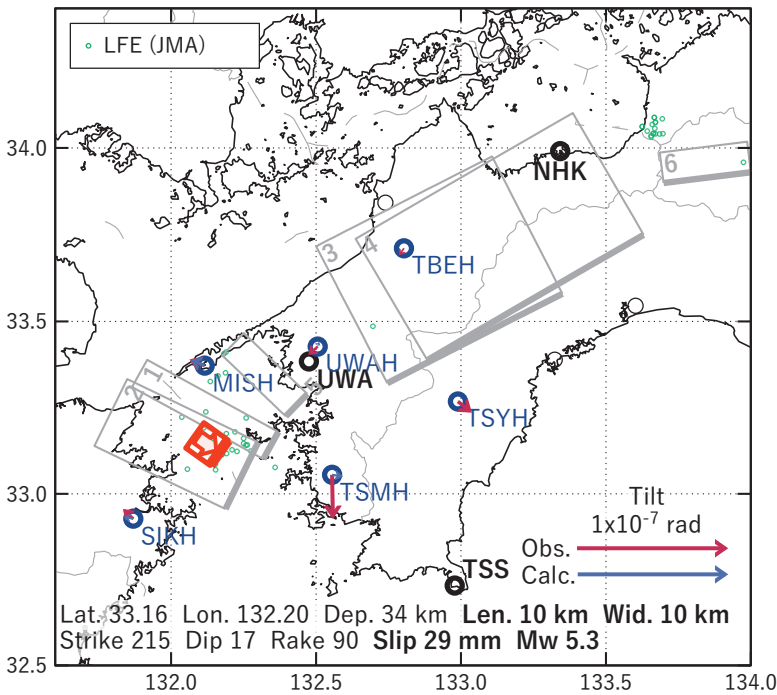 LFE (JMA)
34.0
33.5
33.0
32.5
132.0
132.5
133.0
133.5
134.0
NHK
6
3
4
TBEH
UWAH
UWA
MISH
1
2
TSYH
TSMH
SIKH
TSS
Tilt
1x10-7 rad
Obs.
Calc.
Lat. 33.16 Lon. 132.20 Dep. 34 km Len. 10 km Wid. 10 km
Strike 215 Dip 17 Rake 90 Slip 29 mm Mw 5.3